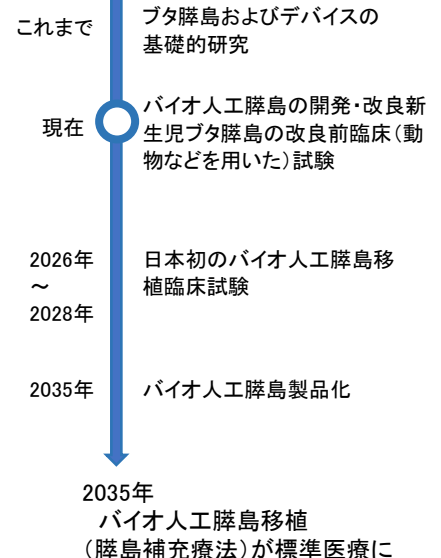 これまで
ブタ膵島およびデバイスの
基礎的研究
現在
バイオ人工膵島の開発・改良新
生児ブタ膵島の改良前臨床（動
物などを用いた）試験
2026年
～
2028年
日本初のバイオ人工膵島移
植臨床試験
2035年
バイオ人工膵島製品化
2035年
バイオ人工膵島移植
（膵島補充療法）が標準医療に